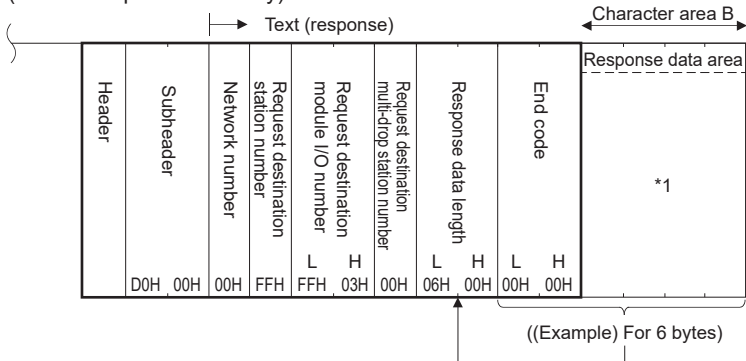 Text (response)
Character area B
Response data area
Header
Subheader
Network number
Request destination
station number
Request destination
module I/O number
Request destination
multi-drop station number
Response data length
End code
*1
L H L H L H
D0H 00H 00H FFH FFH 03H 00H 06H 00H 00H 00H
((Example) For 6 bytes)